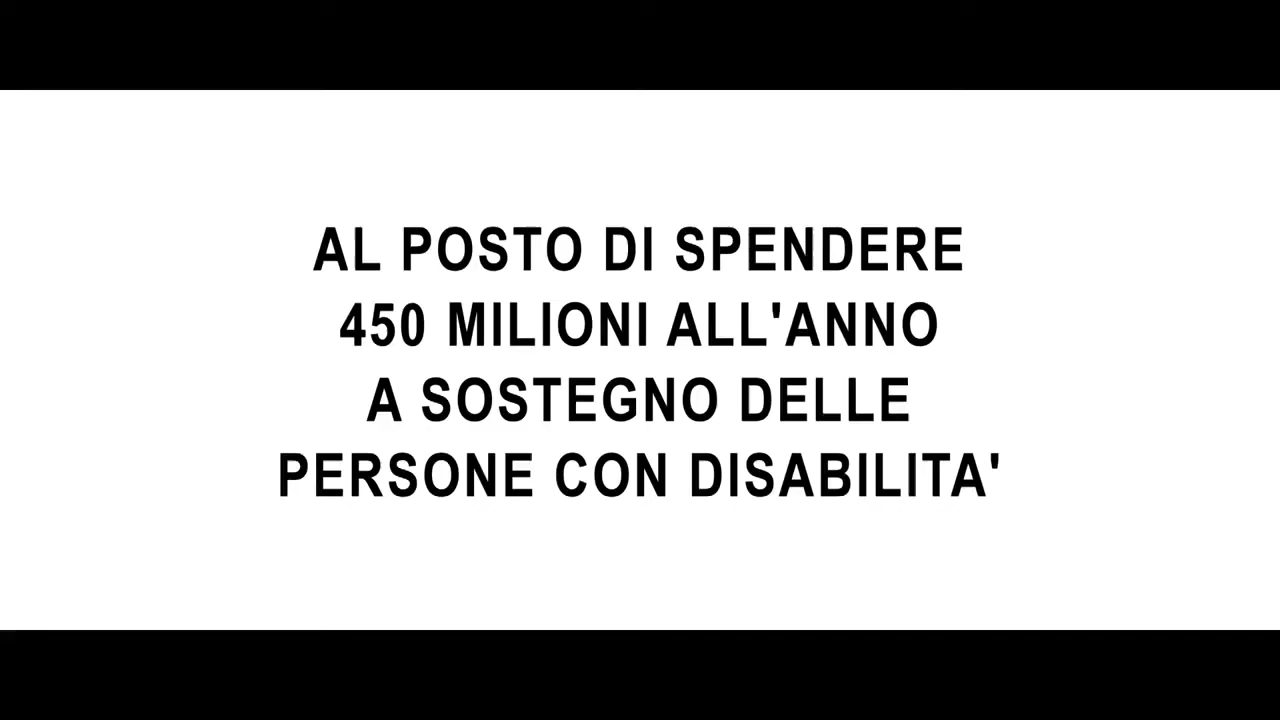 AL POSTO DI SPENDERE
450 MILIONI ALL'ANNO
A SOSTEGNO DELLE
PERSONE CON DISABILITA'